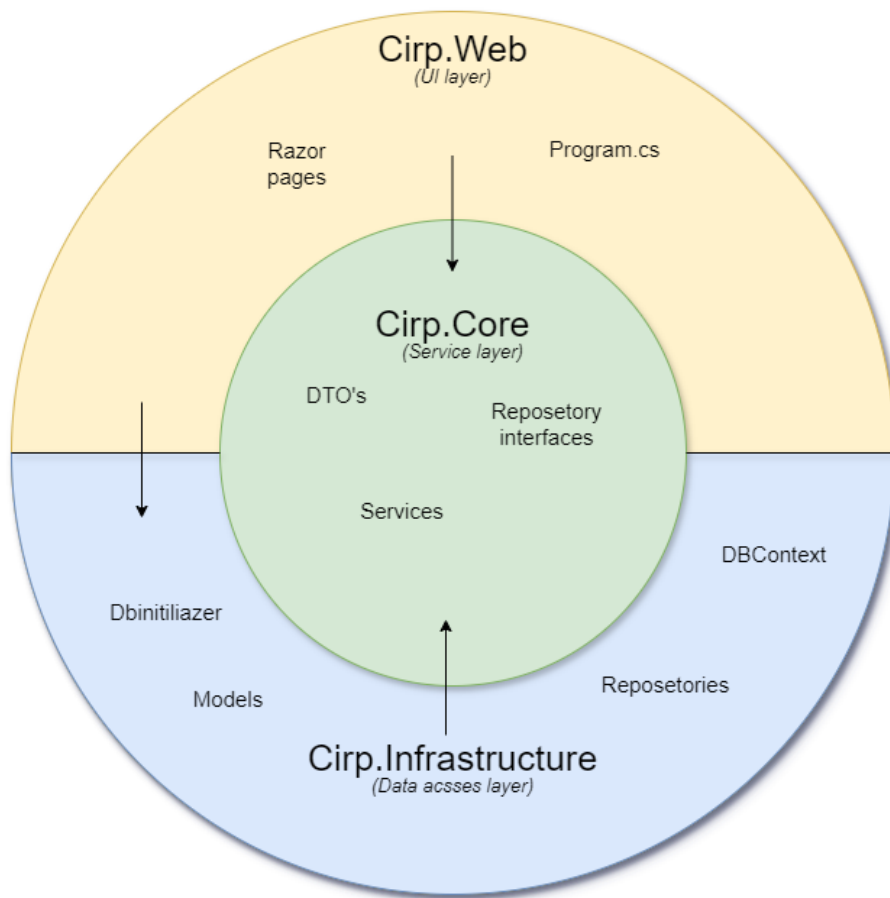 Cirp.Web
(UI layer)
Razor
pages
Program.cs
Cirp.Core
(Service layer)
DTO's
Reposetory
interfaces
Services
DBContext
Dbinitiliazer
Models
Reposetories
Cirp.Infrastructure
(Data acsses layer)